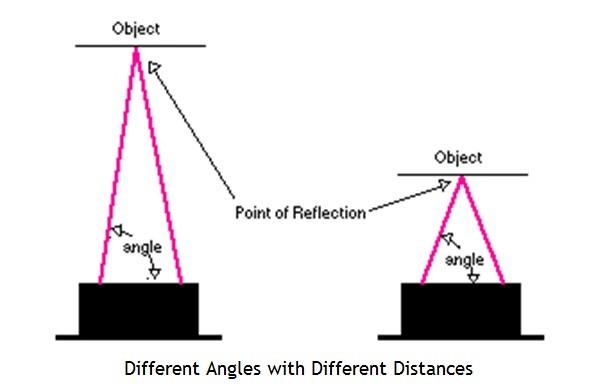 Object
Object
Point of Reflection
angle
angle
Different Angles with Different Distances